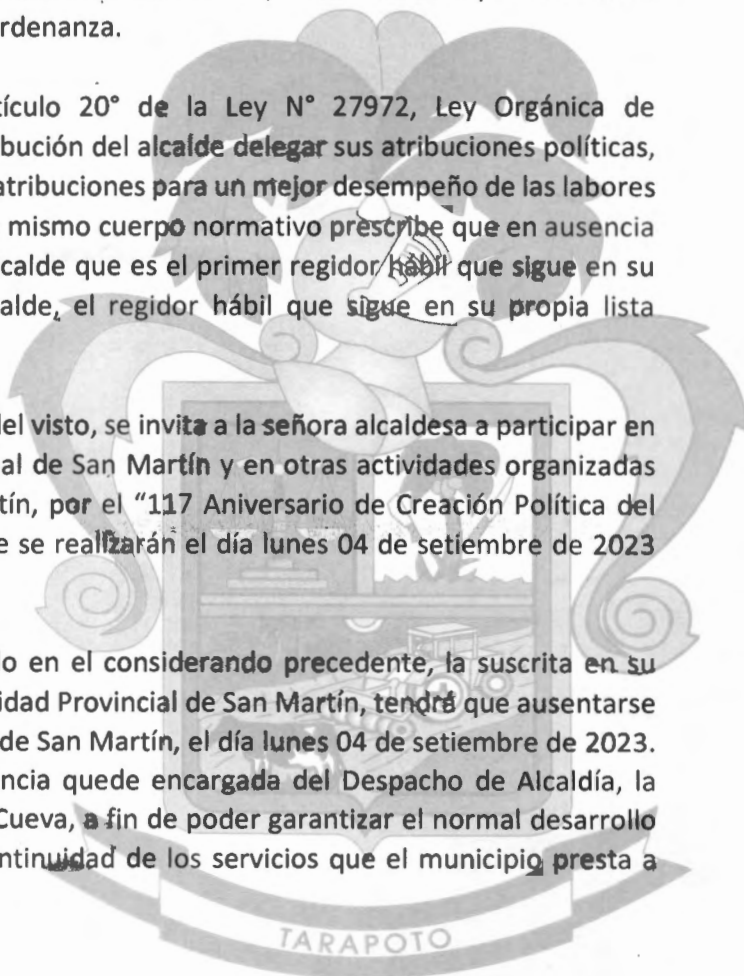 rdenanza.
tículo 20° de la Ley N° 27972, Ley Orgánica de
bución del alcalde delegar sus atribuciones políticas,
atribuciones para un mejor desempeño de las labores
mismo cuerpo normativo prescribe que en ausencia
calde que es el primer regidor hábil que sigue en su
alde, el regidor hábil que sigue en su propia lista
del visto, se invita a la señora alcaldesa a participar en
al de San Martín y en otras actividades organizadas
tín, por el "117 Aniversario de Creación Política del
e se realizarán el día lunes 04 de setiembre de 2023
o en el considerando precedente, la suscrita en su
idad Provincial de San Martín, tendrá que ausentarse
de San Martín, el día lunes 04 de setiembre de 2023.
ncia quede encargada del Despacho de Alcaldía, la
Cueva, a fin de poder garantizar el normal desarrollo
ntinuidad de los servicios que el municipio presta a
TARAPOTO